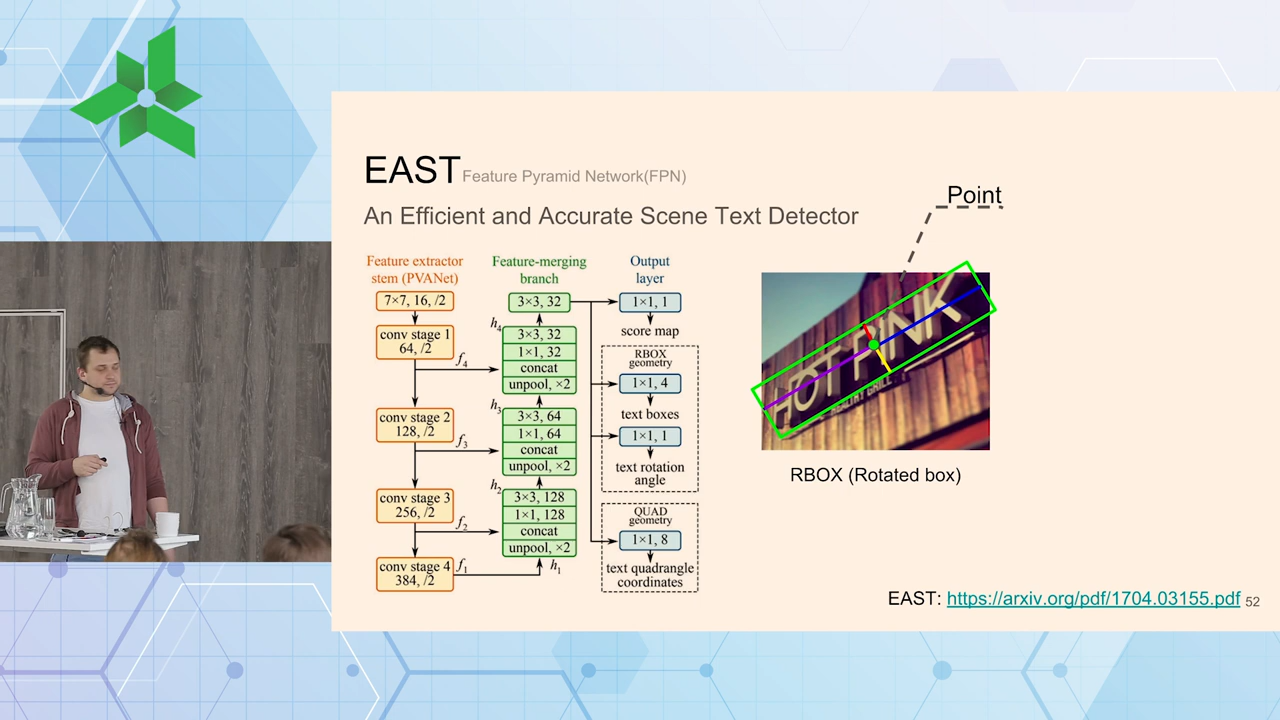 EAST Feature Pyramid Network(FPN)
An Efficient and Accurate Scene Text Detector
Feature extractor
stem (PVANet)
7×7, 16, /2
conv stage 1
64, /2
f4
conv stage 2
128, /2
f3
conv stage 3
256, /2
f2
conv stage 4
384, /2
f1
Feature-merging
branch
3×3, 32
h4
3×3, 32
1×1, 32
concat
unpool, ×2
h3
3×3, 64
1×1, 64
concat
unpool, ×2
h2
3×3, 128
1×1, 128
concat
unpool, ×2
h1
Output
layer
1×1, 1
score map
RBOX
geometry
1×1, 4
text boxes
1×1, 1
text rotation
angle
QUAD
geometry
1×1, 8
text quadrangle
coordinates
Point
HOT PINK
HEALTHY GRILL
RBOX (Rotated box)
EAST: https://arxiv.org/pdf/1704.03155.pdf 52